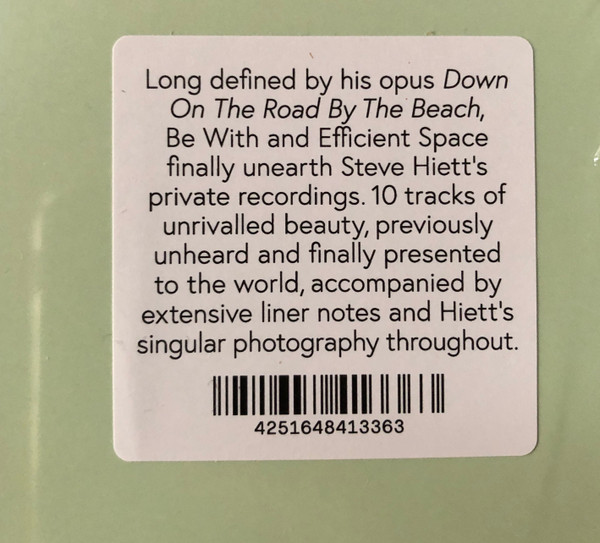 Long defined by his opus Down
On The Road By The Beach,
Be With and Efficient Space
finally unearth Steve Hiett's
private recordings. 10 tracks of
unrivalled beauty, previously
unheard and finally presented
to the world, accompanied by
extensive liner notes and Hiett's
singular photography throughout.
4251648413363